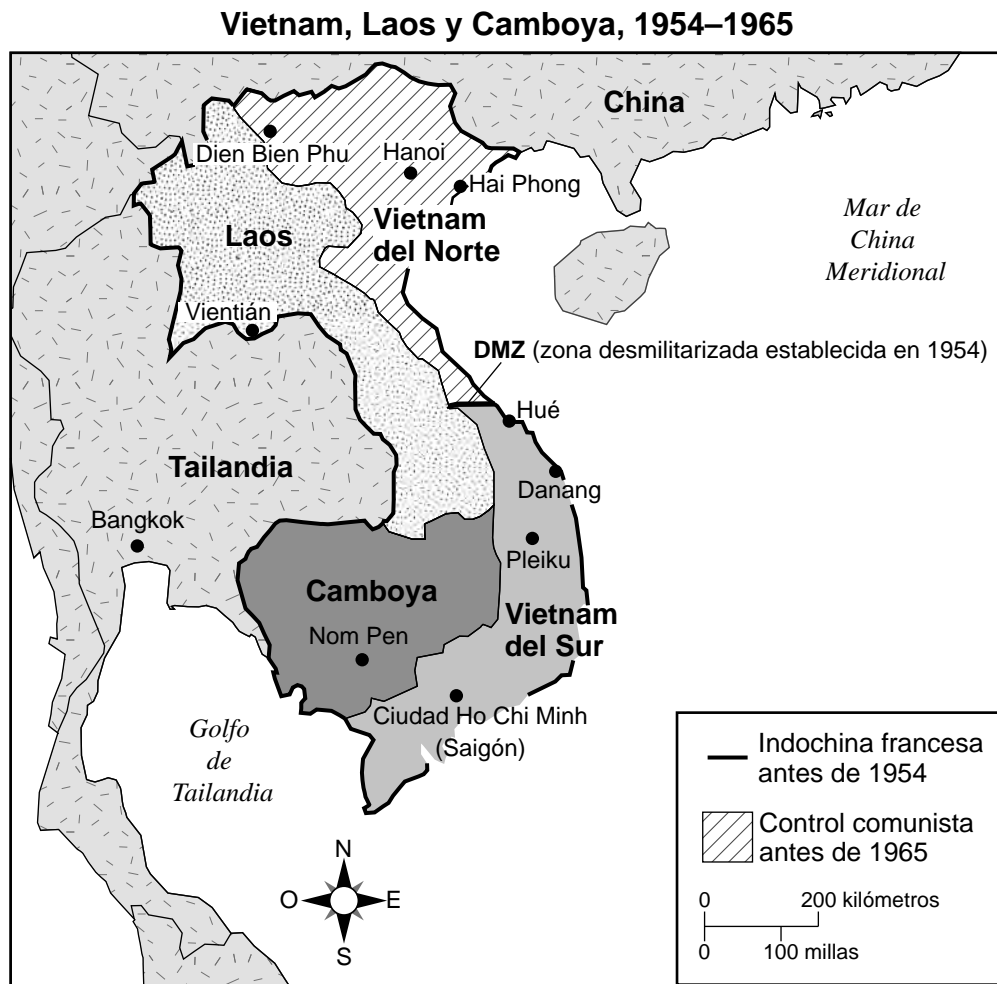 Vietnam, Laos y Camboya, 1954–1965
China
Dien Bien Phu
Hanoi
Hai Phong
Vietnam
del Norte
Laos
Mar de
China
Meridional
Vientián
DMZ (zona desmilitarizada establecida en 1954)
Hué
Tailandia
Danang
Bangkok
Pleiku
Camboya
Vietnam
del Sur
Nom Pen
Ciudad Ho Chi Minh
(Saigón)
Golfo
de
Tailandia
Indochina francesa
antes de 1954
Control comunista
antes de 1965
0 200 kilómetros
0 100 millas
N
O E
S